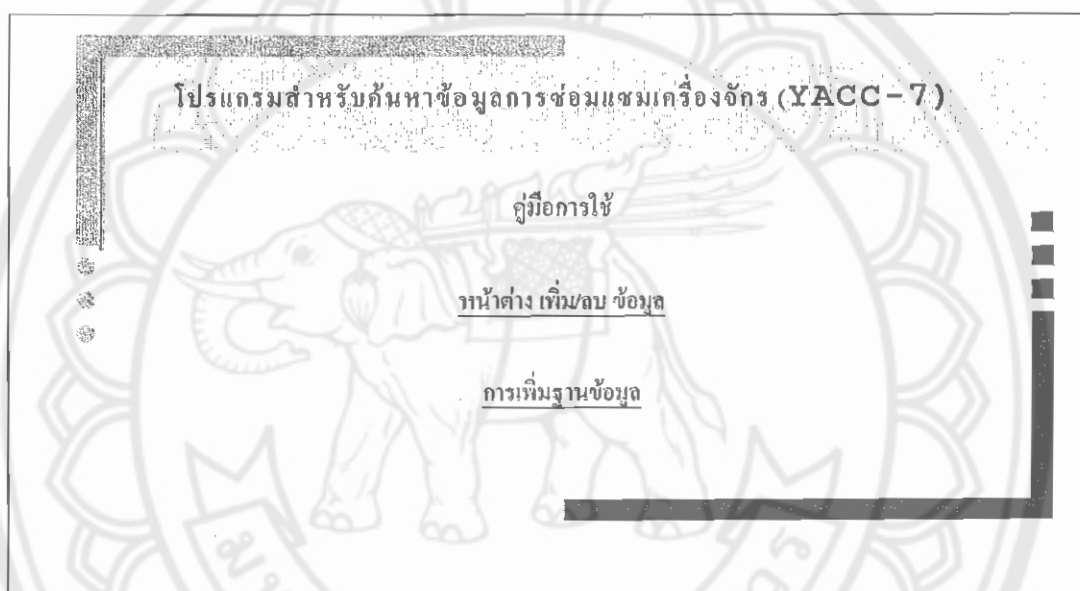 โปรแกรมสำหรับค้นหาข้อมูลการซ่อมแซมเครื่องจักร (YACC-7)
คู่มือการใช้
หน้าต่าง เพิ่ม/ลบ ข้อมูล
การเพิ่มฐานข้อมูล